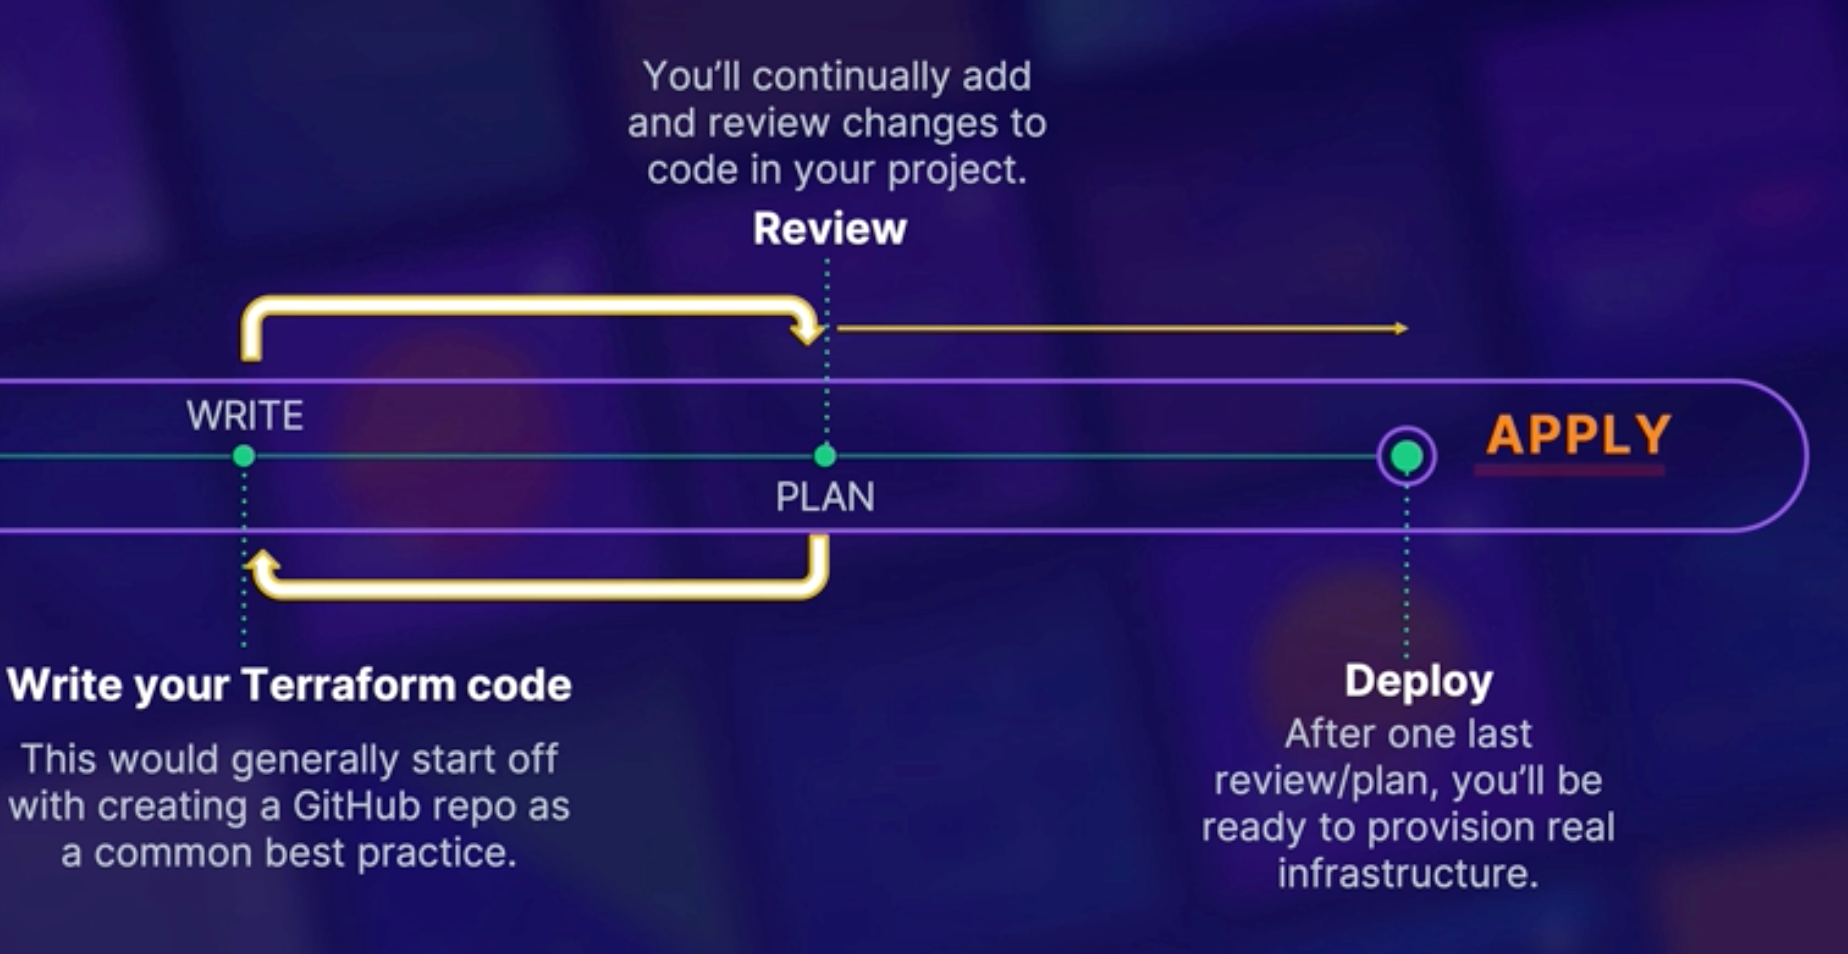 You’ll continually add
and review changes to
code in your project.
Review
WRITE
APPLY
PLAN
Write your Terraform code
This would generally start off
with creating a GitHub repo as
a common best practice.
Deploy
After one last
review/plan, you’ll be
ready to provision real
infrastructure.